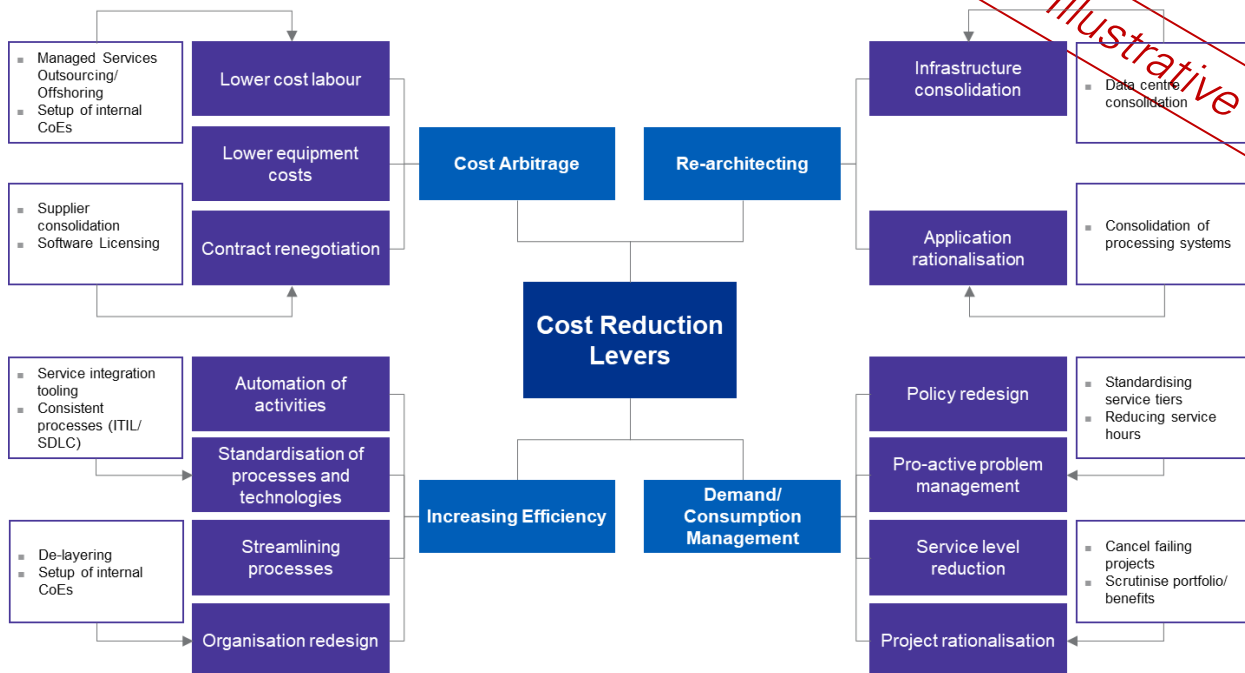 Illustrative
Managed Services
Outsourcing/
Offshoring
Setup of internal
CoEs
Lower cost labour
Lower equipment
costs
Supplier
consolidation
Software Licensing
Contract renegotiation
Cost Arbitrage
Re-architecting
Infrastructure
consolidation
Data centre
consolidation
Application
rationalisation
Consolidation of
processing systems
Cost Reduction
Levers
Service integration
tooling
Consistent
processes (ITIL/
SDLC)
Automation of
activities
Standardisation of
processes and
technologies
De-layering
Setup of internal
CoEs
Streamlining
processes
Organisation redesign
Increasing Efficiency
Demand/
Consumption
Management
Policy redesign
Standardising
service tiers
Reducing service
hours
Pro-active problem
management
Service level
reduction
Cancel failing
projects
Scrutinise portfolio/
benefits
Project rationalisation